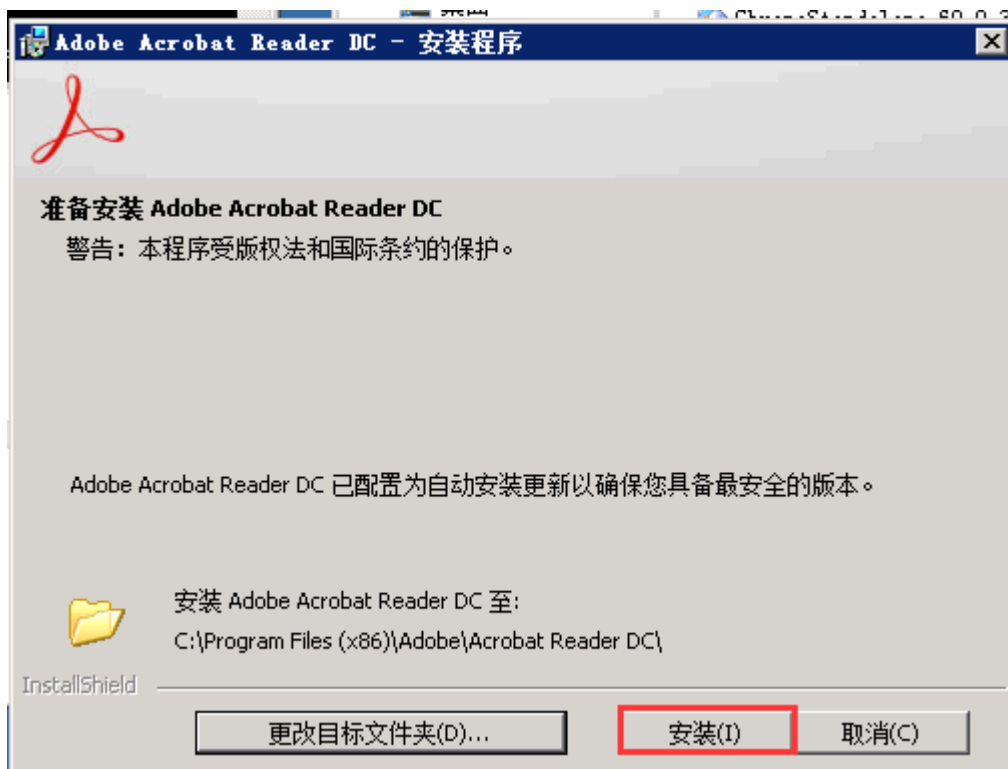 Adobe Acrobat Reader DC - 安装程序
准备安装 Adobe Acrobat Reader DC
警告: 本程序受版权法和国际条约的保护。
Adobe Acrobat Reader DC 已配置为自动安装更新以确保您具备最安全的版本。
安装 Adobe Acrobat Reader DC 至:
C:\Program Files (x86)\Adobe\Acrobat Reader DC\
InstallShield
更改目标文件夹(D)... 安装(I) 取消(C)